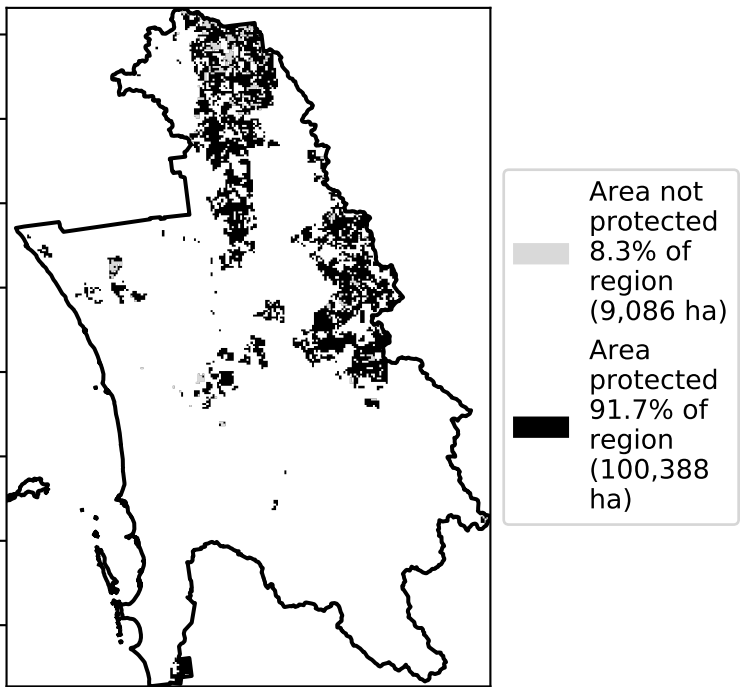 Area not
protected
8.3% of
region
(9,086 ha)
Area
protected
91.7% of
region
(100,388
ha)